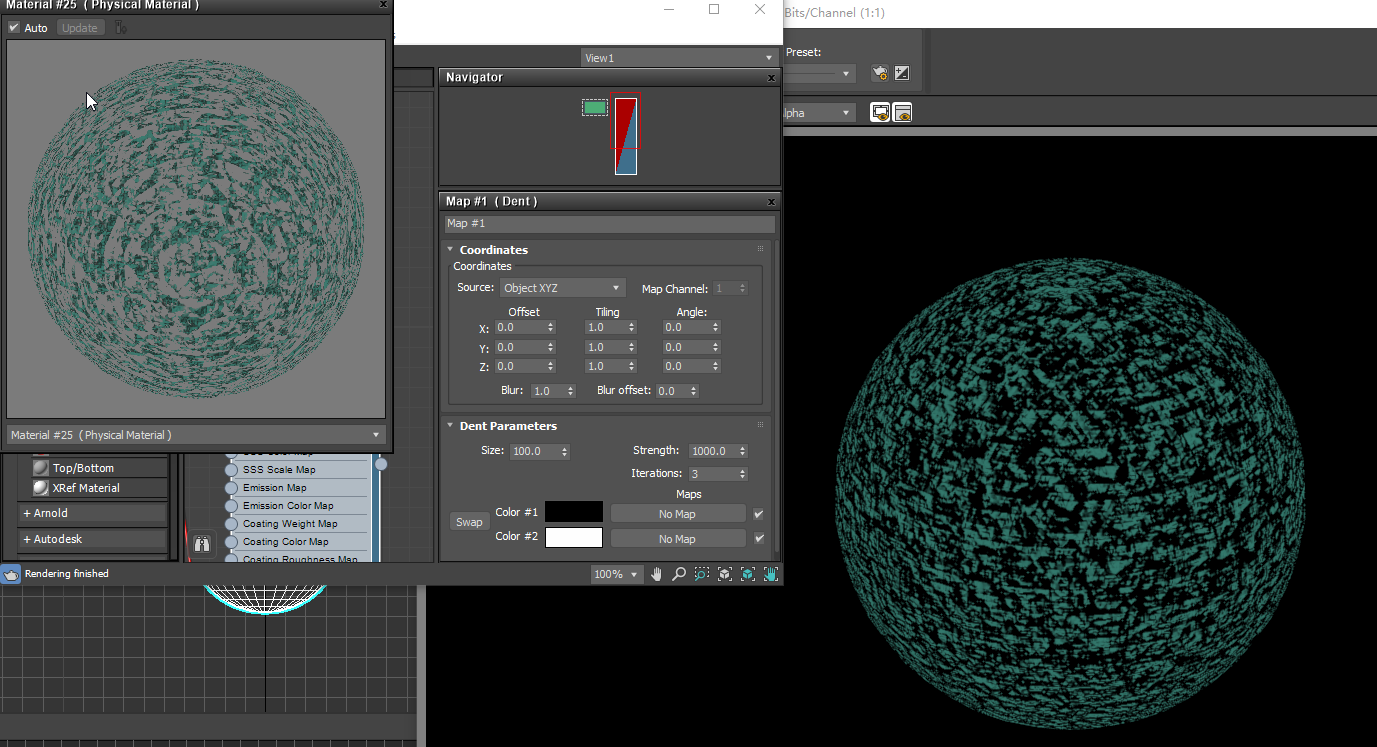 Material #25 ( Physical Material )
x
Auto
Update
Bits/Channel (1:1)
View1
Preset:
Navigator
x
lpha
Map #1 ( Dent )
x
Map #1
Coordinates
Coordinates
Source:
Object XYZ
Map Channel:
1
Offset
Tiling
Angle:
X:
0.0
1.0
0.0
Y:
0.0
1.0
0.0
Z:
0.0
1.0
0.0
Blur:
1.0
Blur offset:
0.0
Dent Parameters
Size:
100.0
Strength:
1000.0
Iterations:
3
Maps
Swap
Color #1
No Map
Color #2
No Map
Material #25 ( Physical Material )
Top/Bottom
XRef Material
+ Arnold
+ Autodesk
SSS Scale Map
Emission Map
Emission Color Map
Coating Weight Map
Coating Color Map
Coating Roughness Map
Rendering finished
100%